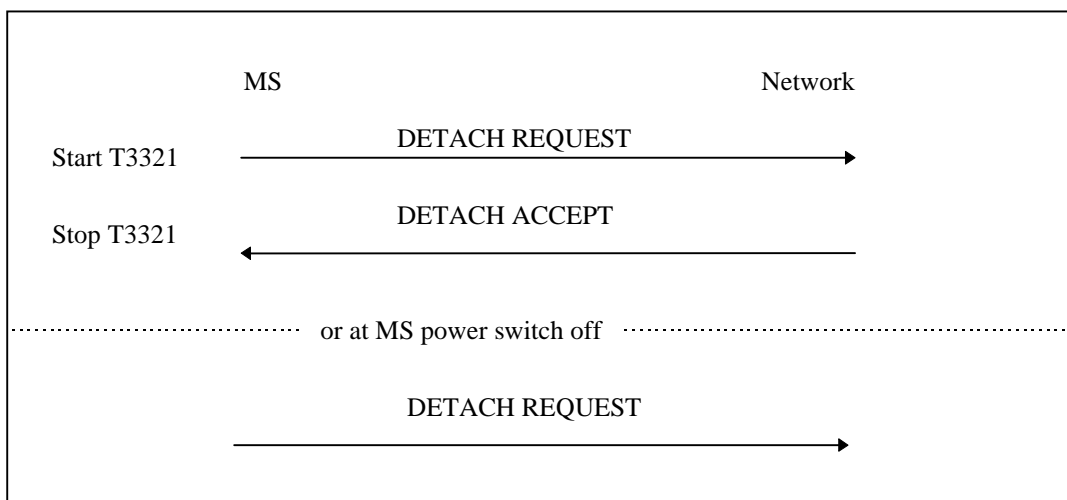 MS Network
Start T3321 DETACH REQUEST
Stop T3321 DETACH ACCEPT
or at MS power switch off
DETACH REQUEST